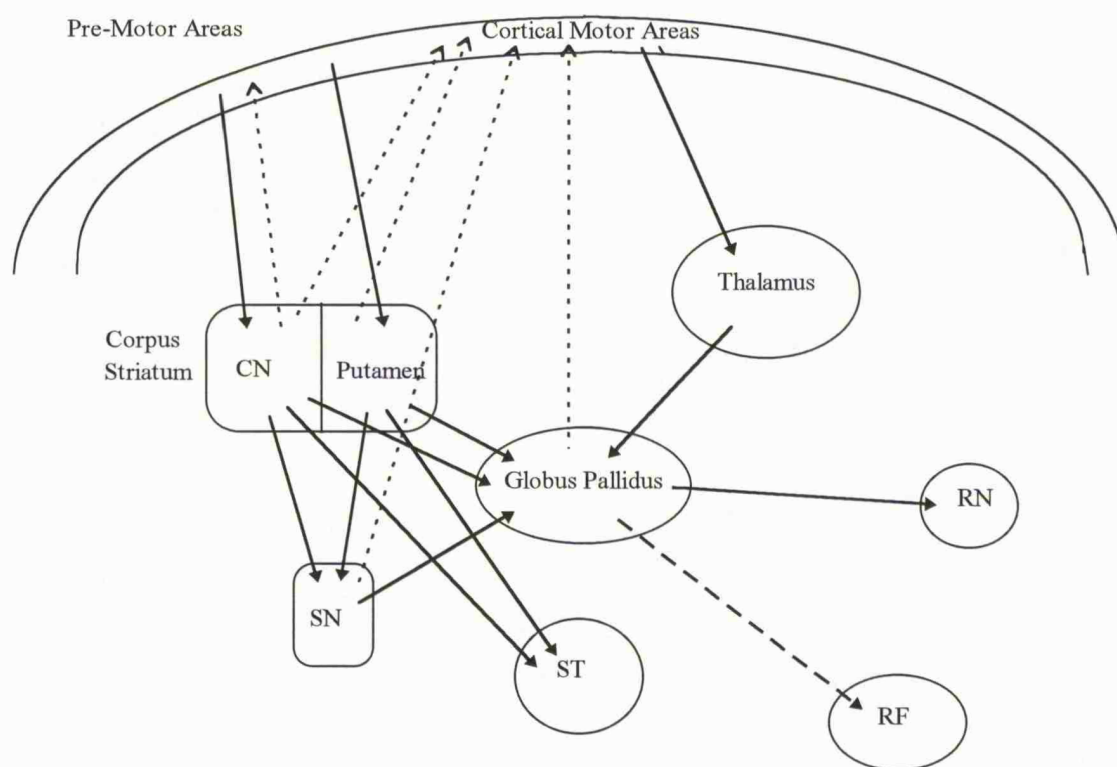 Pre-Motor Areas
Cortical Motor Areas
Thalamus
Corpus
Striatum
CN
Putamen
Globus Pallidus
RN
SN
ST
RF